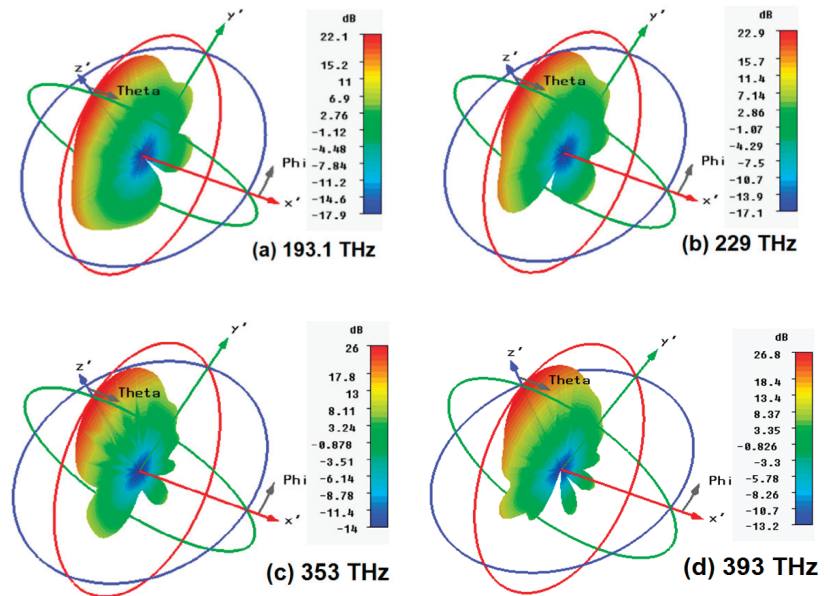 dB
22.1
15.2
11
6.9
2.76
-1.12
-4.48
-7.84
-11.2
-14.6
-17.9
y'
z'
Theta
Phi
x'
(a) 193.1 THz
dB
22.9
15.7
11.4
7.14
2.86
-1.07
-4.29
-7.5
-10.7
-13.9
-17.1
y'
z'
Theta
Phi
x'
(b) 229 THz
dB
26
17.8
13
8.11
3.24
-0.878
-3.51
-6.14
-8.78
-11.4
-14
y'
z'
Theta
Phi
x'
(c) 353 THz
dB
26.8
18.4
13.4
8.37
3.35
-0.826
-3.3
-5.78
-8.26
-10.7
-13.2
y'
z'
Theta
Phi
x'
(d) 393 THz